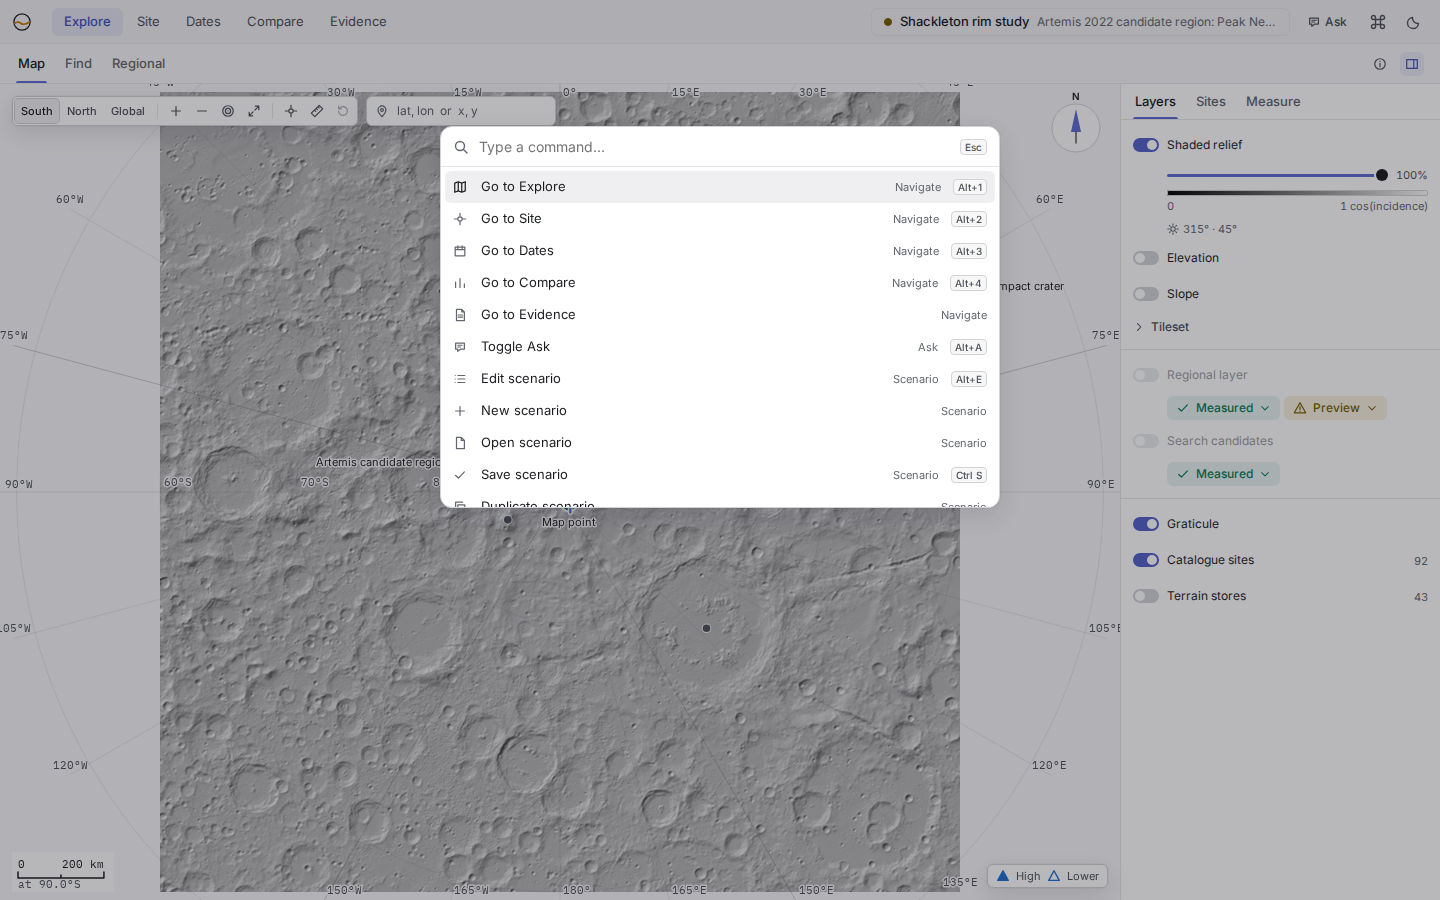 Explore Site Dates Compare Evidence
Shackleton rim study Artemis 2022 candidate region: Peak Ne...
Ask
Map Find Regional
30°W 15°W 0° 15°E 30°E
South North Global
lat, lon or x, y
N
Layers Sites Measure
Type a command...
Esc
Go to Explore Navigate Alt+1
Go to Site Navigate Alt+2
Go to Dates Navigate Alt+3
Go to Compare Navigate Alt+4
Go to Evidence Navigate
Toggle Ask Ask Alt+A
Edit scenario Scenario Alt+E
New scenario Scenario
Open scenario Scenario
Save scenario Scenario Ctrl S
Duplicate scenario Scenario
Shaded relief
100%
0 1 cos(incidence)
315° · 45°
Elevation
Slope
Tileset
Regional layer
Measured Preview
Search candidates
Measured
Graticule
Catalogue sites 92
Terrain stores 43
60°W 60°E
mpact crater
75°W 75°E
Artemis candidate regio
90°W 60°S 70°S 8 90°E
Map point
105°W 105°E
120°W 120°E
0 200 km
at 90.0°S
150°W 165°W 180° 165°E 150°E 135°E
High Lower